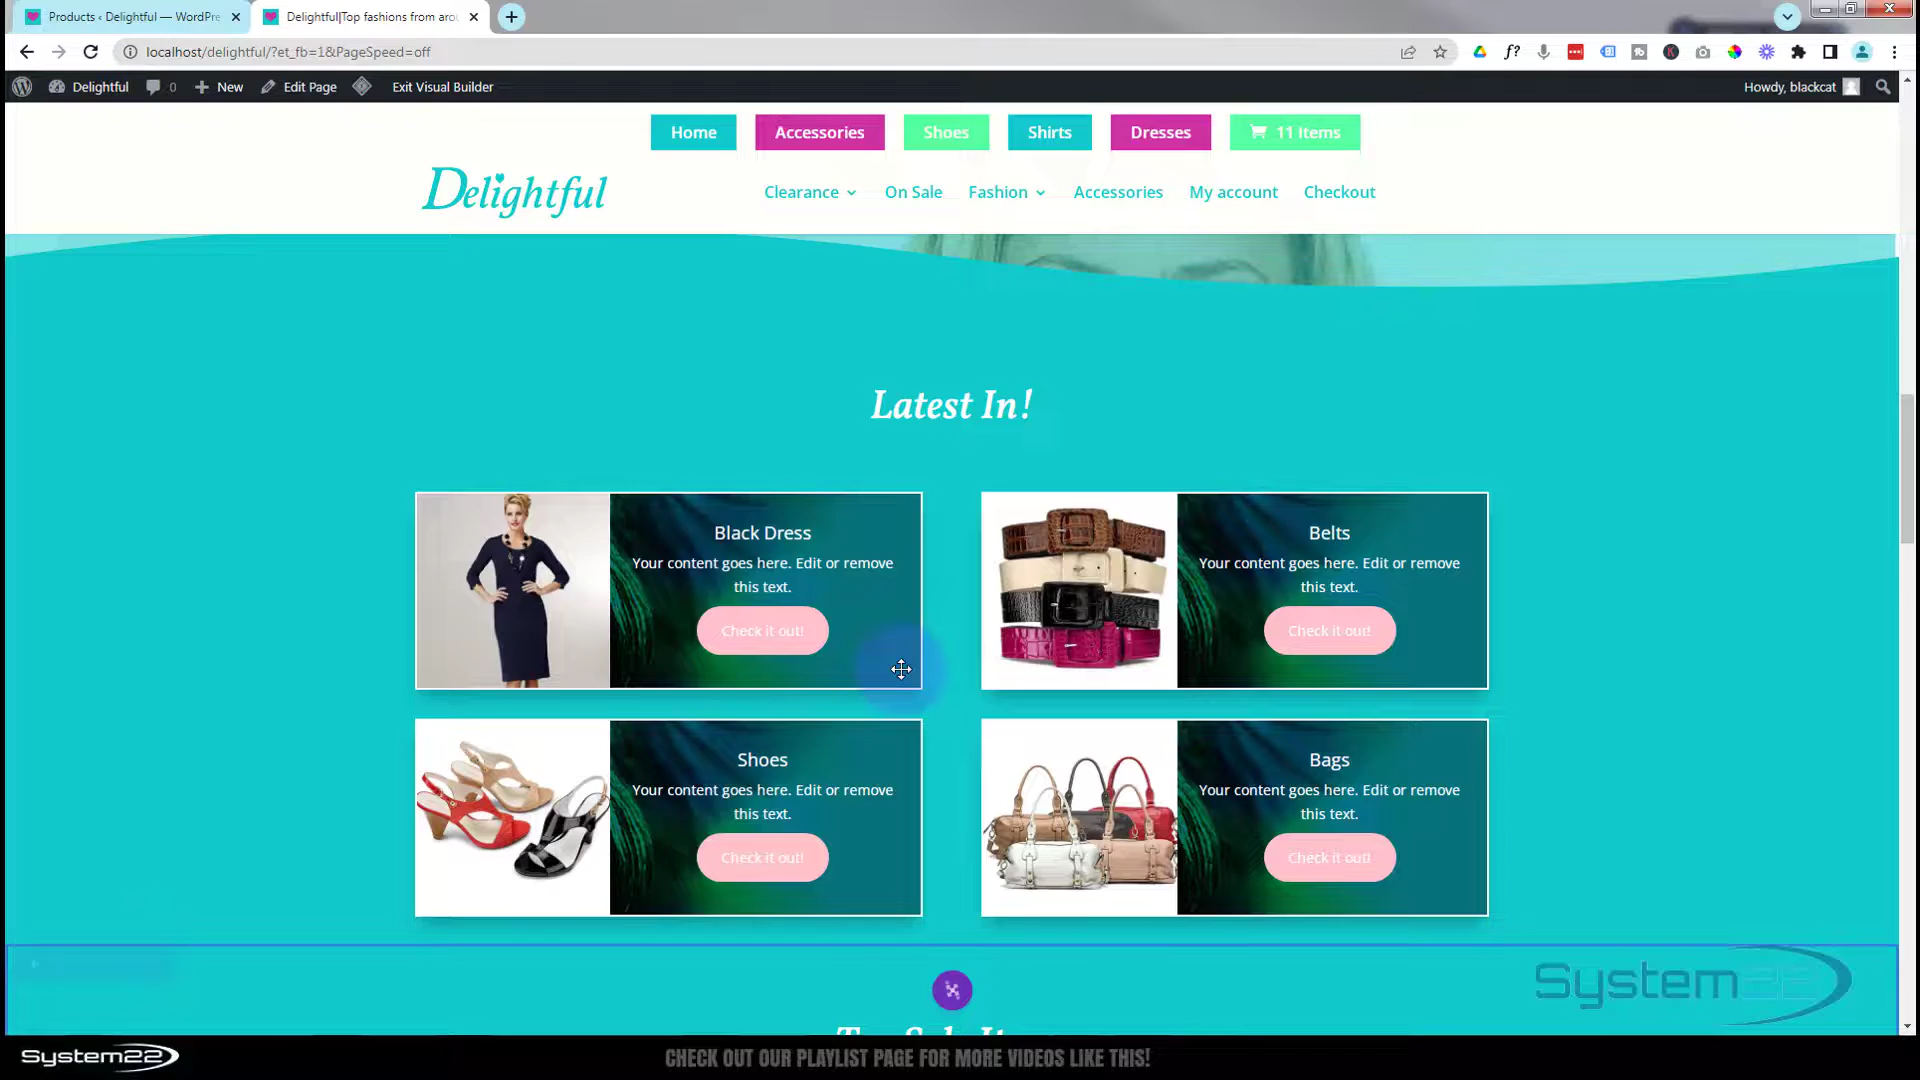 Products ‹ Delightful — WordPre
Delightful|Top fashions from arou
localhost/delightful/?et_fb=1&PageSpeed=off
Delightful 0 New Edit Page Exit Visual Builder Howdy, blackcat
Home Accessories Shoes Shirts Dresses 11 Items
Delightful Clearance On Sale Fashion Accessories My account Checkout
Latest In!
Black Dress
Your content goes here. Edit or remove
this text.
Check it out!
Belts
Your content goes here. Edit or remove
this text.
Check it out!
Shoes
Your content goes here. Edit or remove
this text.
Check it out!
Bags
Your content goes here. Edit or remove
this text.
Check it out!
System22
System22
CHECK OUT OUR PLAYLIST PAGE FOR MORE VIDEOS LIKE THIS!